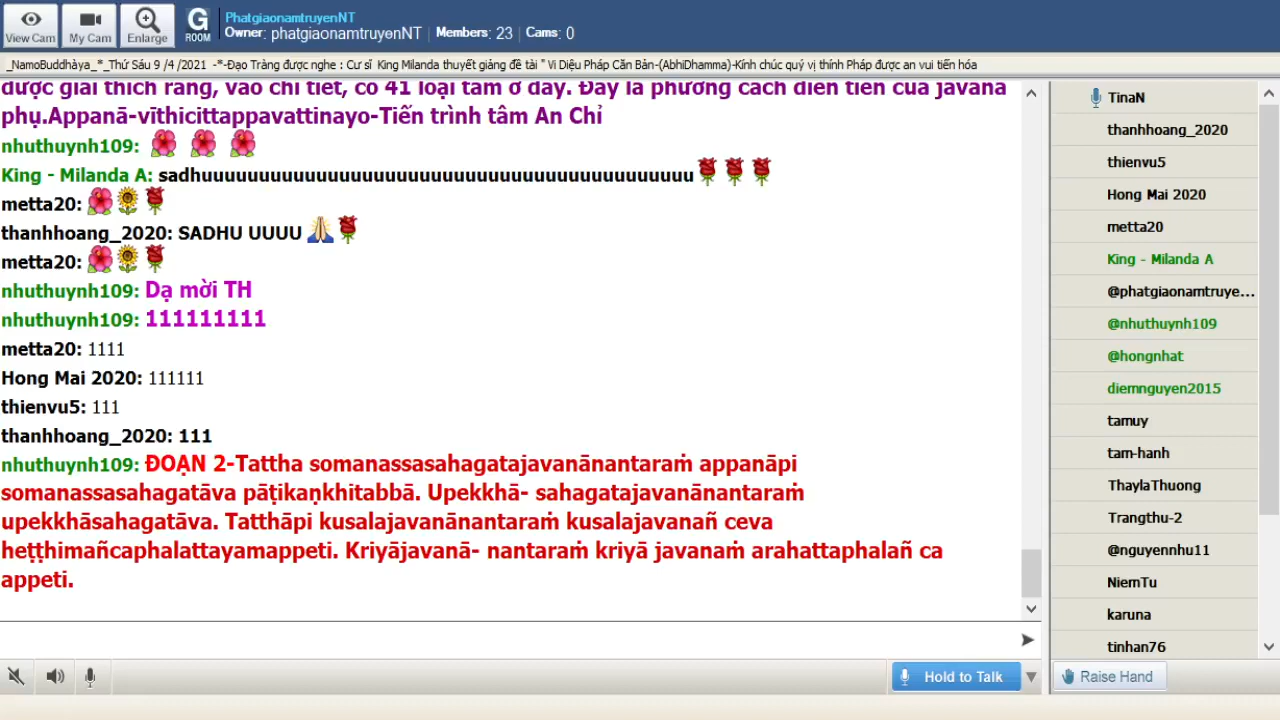 View Cam
My Cam
Enlarge
G
ROOM
PhatgiaonamtruyenNT
Owner: phatgiaonamtruyenNT | Members: 23 | Cams: 0
_NamoBuddhàya_*_Thứ Sáu 9 /4 /2021 -*-Đạo Tràng được nghe : Cư sĩ King Milanda thuyết giảng đề tài " Vi Diệu Pháp Căn Bản-(AbhiDhamma)-Kính chúc quý vị thính Pháp được an vui tiến hóa
được giải thích rằng, vào chi tiết, có 41 loại tâm ở đây. Đây là phương cách diễn tiến của javana
phụ.Appanā-vīthicittappavattinayo-Tiến trình tâm An Chỉ
nhuthuynh109:
King - Milanda A: sadhuuuuuuuuuuuuuuuuuuuuuuuuuuuuuuuuuuuuuuuuuu
metta20:
thanhhoang_2020: SADHU UUUU
metta20:
nhuthuynh109: Dạ mời TH
nhuthuynh109: 111111111
metta20: 1111
Hong Mai 2020: 111111
thienvu5: 111
thanhhoang_2020: 111
nhuthuynh109: ĐOẠN 2-Tattha somanassasahagatajavanānantaraṁ appanāpi
somanassasahagatāva pāṭikaṇkhitabbā. Upekkhā- sahagatajavanānantaraṁ
upekkhāsahagatāva. Tatthāpi kusalajavanānantaraṁ kusalajavanañ ceva
heṭṭhimañcaphalattayamappeti. Kriyājavanā- nantaraṁ kriyā javanaṁ arahattaphalañ ca
appeti.
TinaN
thanhhoang_2020
thienvu5
Hong Mai 2020
metta20
King - Milanda A
@phatgiaonamtruye...
@nhuthuynh109
@hongnhat
diemnguyen2015
tamuy
tam-hanh
ThaylaThuong
Trangthu-2
@nguyennhu11
NiemTu
karuna
tinhan76
Hold to Talk
Raise Hand